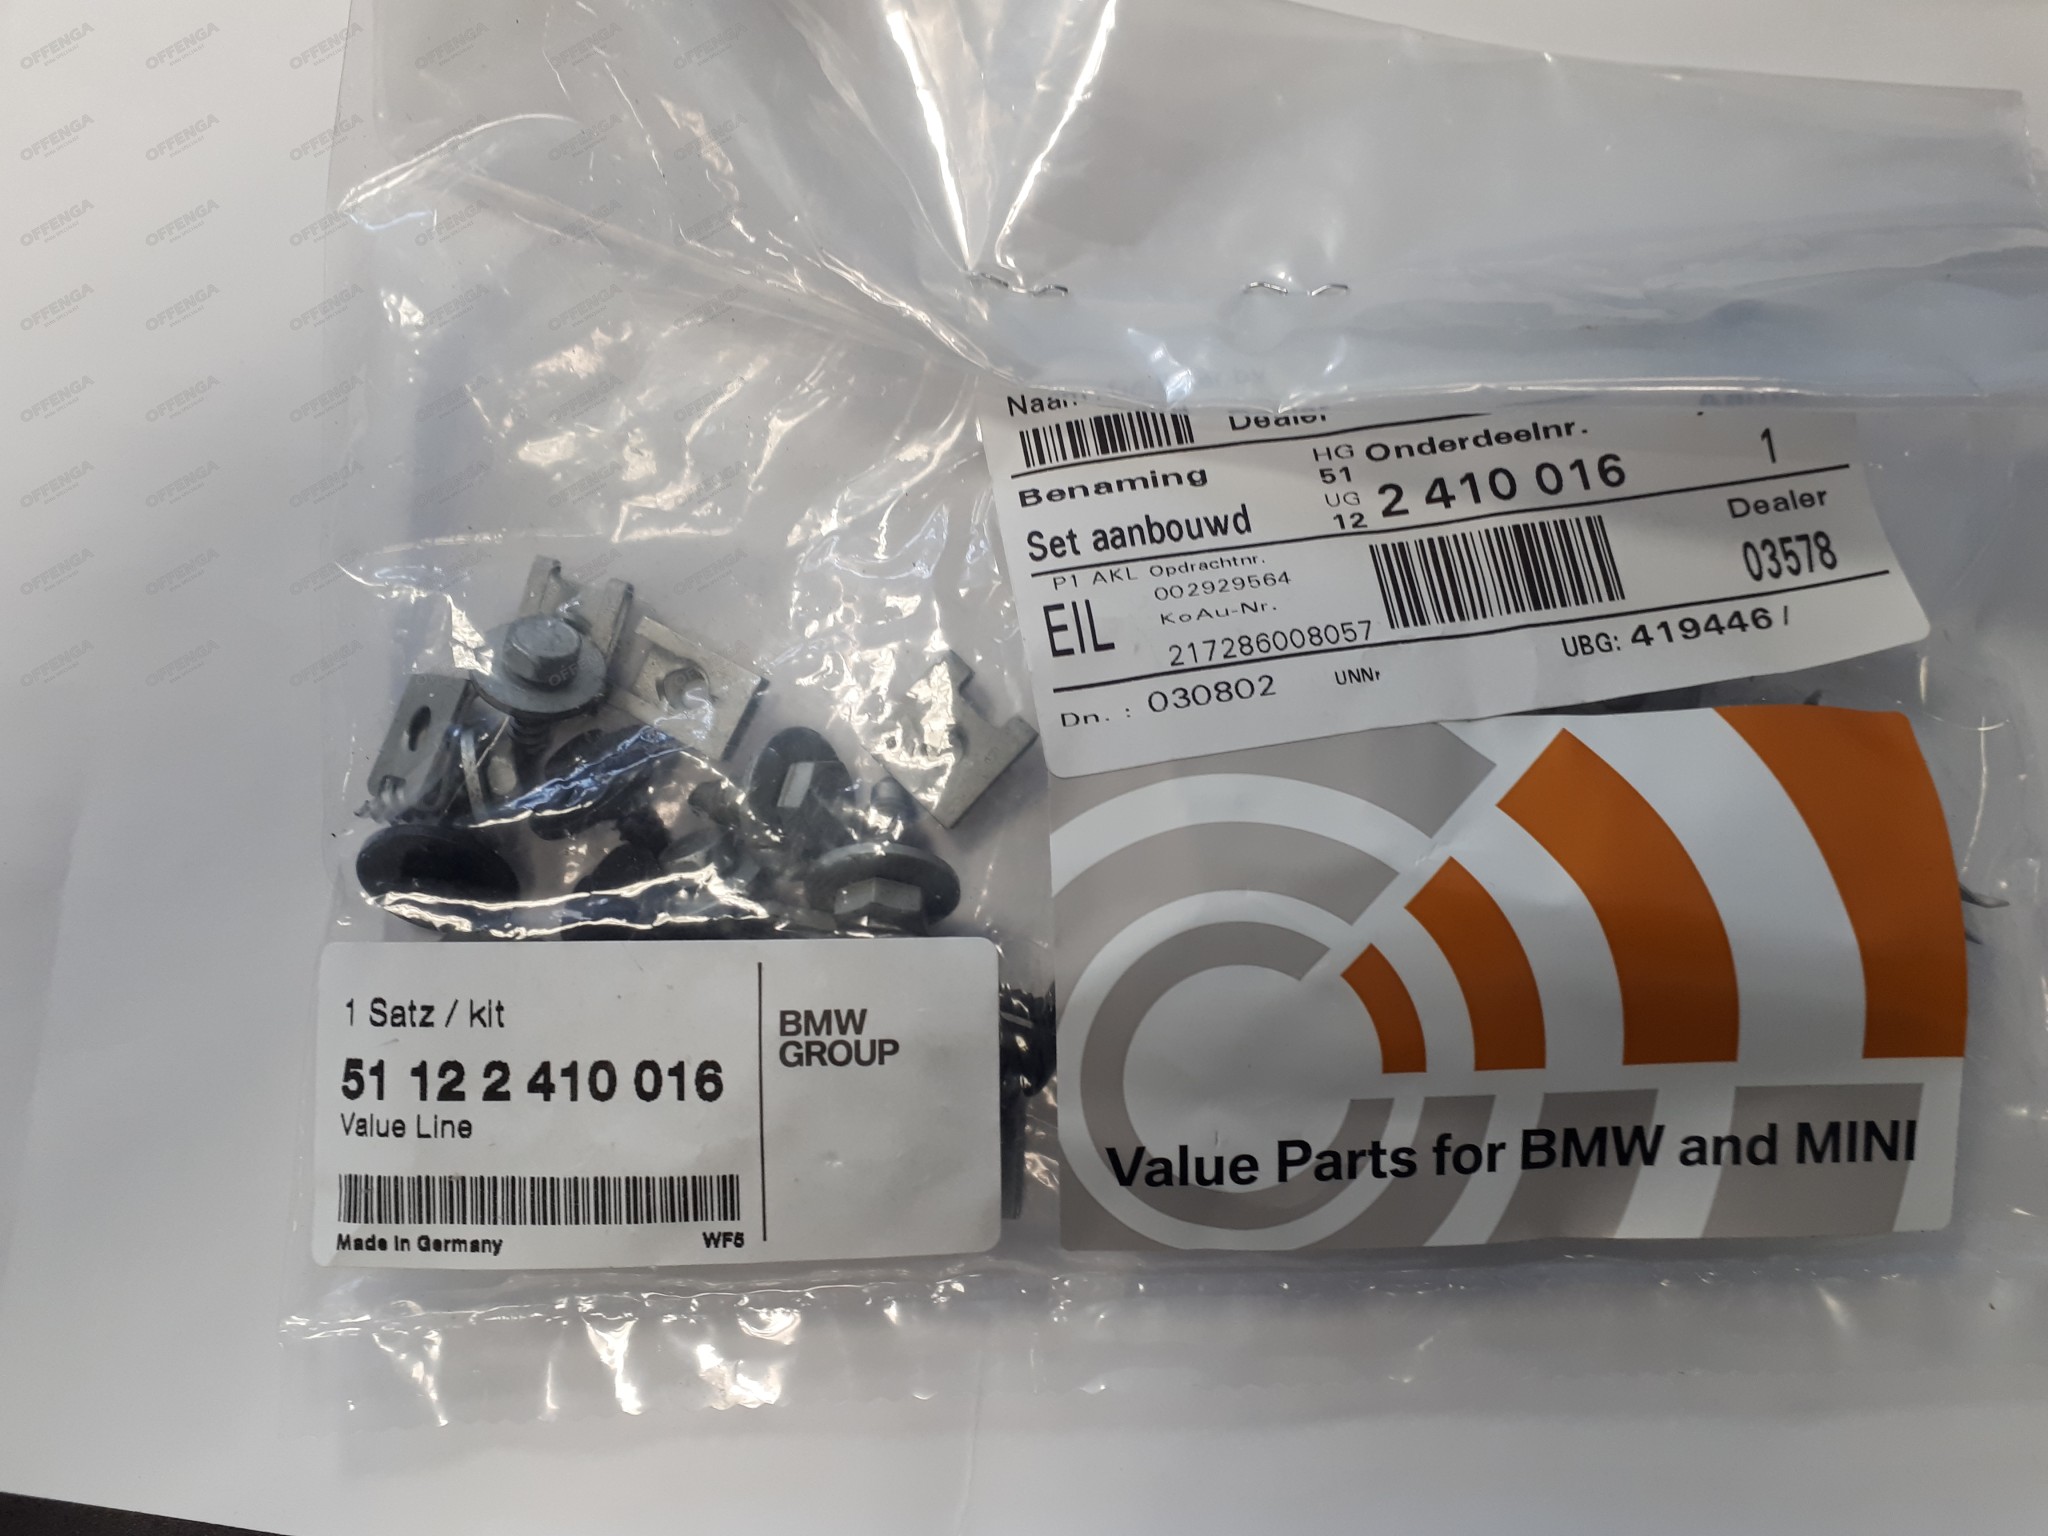 Dealer
Benaming
HG Onderdeelnr.
51
UG
12 2 410 016
1
Set aanbouwd
Dealer
03578
P1 AKL Opdrachtnr.
002929564
EIL
KoAu-Nr.
217286008057
UBG: 419446 /
Dn. : 030802
UNNr
1 Satz / kit
51 12 2 410 016
Value Line
Made in Germany
WF5
BMW
GROUP
Value Parts for BMW and MINI
OFFENGA